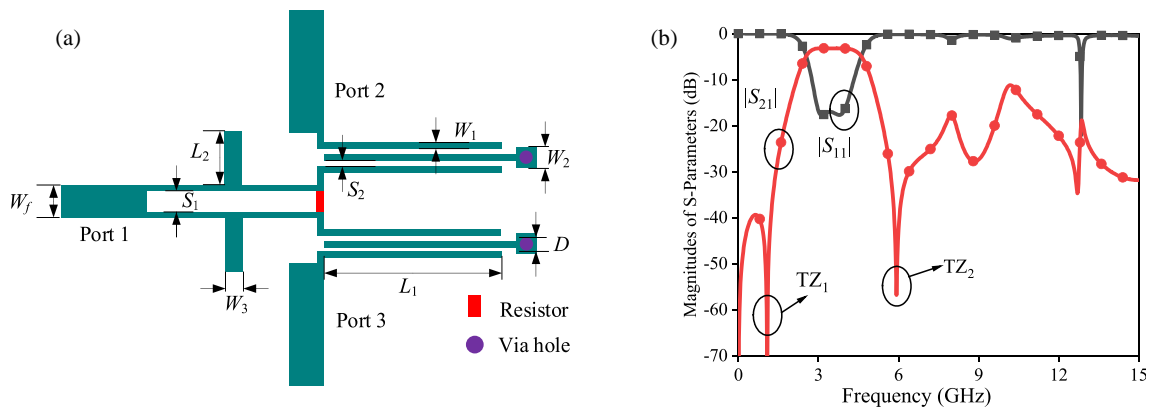 (a)
Port 2
W1
L2
W2
S2
Wf
S1
Port 1
D
L1
W3
Resistor
Port 3
Via hole
(b)
Magnitudes of S-Parameters (dB)
0
-10
-20
-30
-40
-50
-60
-70
|S21|
|S11|
TZ1
TZ2
0 3 6 9 12 15
Frequency (GHz)